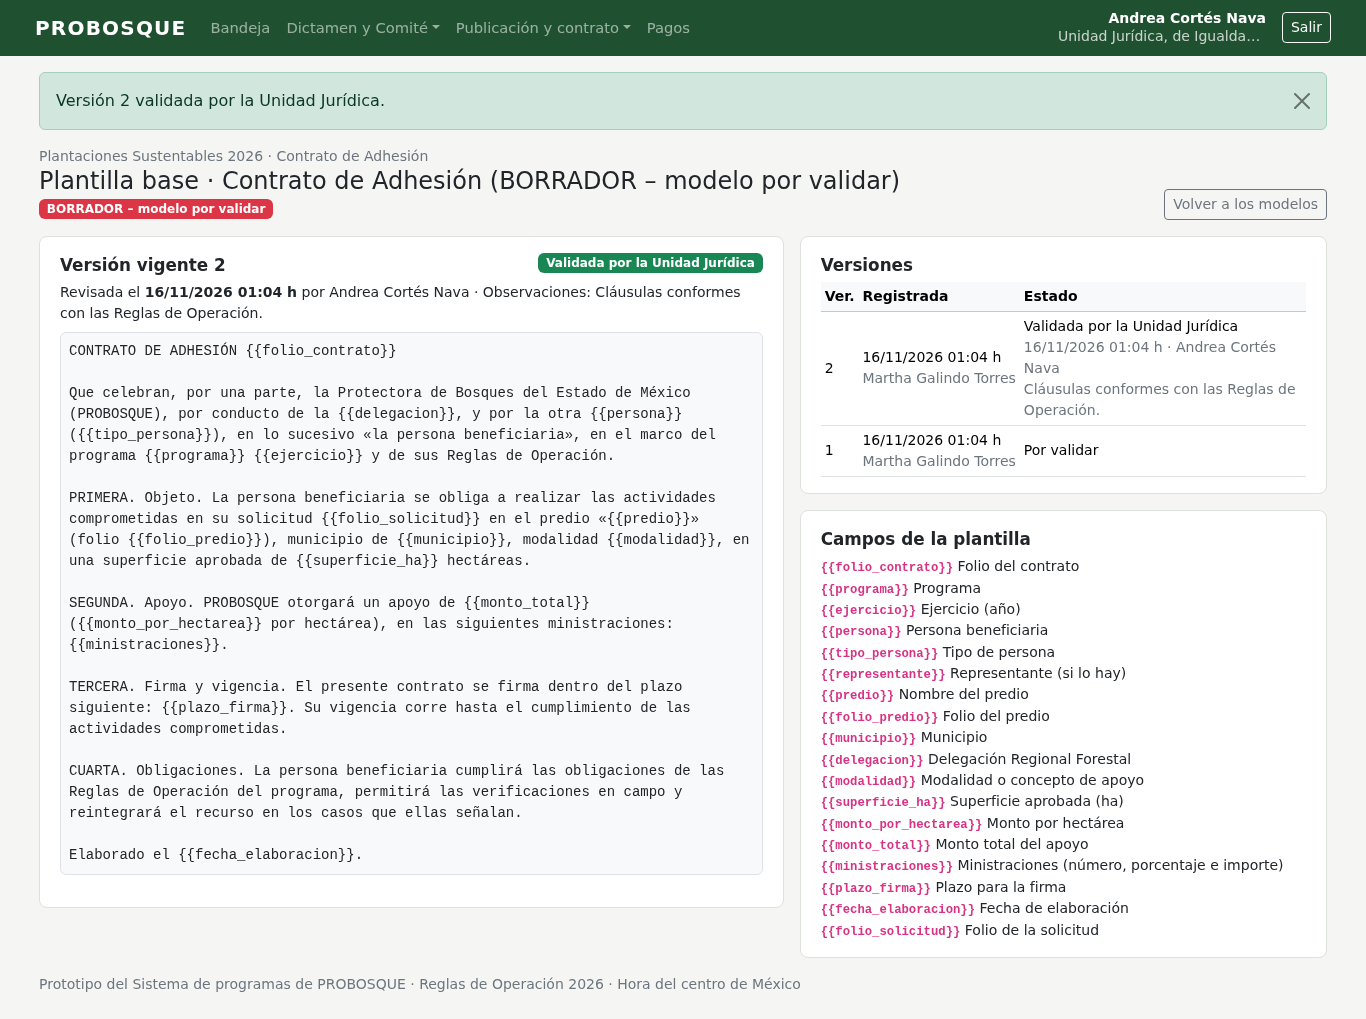 PROBOSQUE
Bandeja
Dictamen y Comité
Publicación y contrato
Pagos
Andrea Cortés Nava
Unidad Jurídica, de Igualda…
Salir
Versión 2 validada por la Unidad Jurídica.
Plantaciones Sustentables 2026 · Contrato de Adhesión
Plantilla base · Contrato de Adhesión (BORRADOR – modelo por validar)
BORRADOR – modelo por validar
Volver a los modelos
Versión vigente 2
Validada por la Unidad Jurídica
Revisada el 16/11/2026 01:04 h por Andrea Cortés Nava · Observaciones: Cláusulas conformes
con las Reglas de Operación.
CONTRATO DE ADHESIÓN {{folio_contrato}}
Que celebran, por una parte, la Protectora de Bosques del Estado de México
(PROBOSQUE), por conducto de la {{delegacion}}, y por la otra {{persona}}
({{tipo_persona}}), en lo sucesivo «la persona beneficiaria», en el marco del
programa {{programa}} {{ejercicio}} y de sus Reglas de Operación.
PRIMERA. Objeto. La persona beneficiaria se obliga a realizar las actividades
comprometidas en su solicitud {{folio_solicitud}} en el predio «{{predio}}»
(folio {{folio_predio}}), municipio de {{municipio}}, modalidad {{modalidad}}, en
una superficie aprobada de {{superficie_ha}} hectáreas.
SEGUNDA. Apoyo. PROBOSQUE otorgará un apoyo de {{monto_total}}
({{monto_por_hectarea}} por hectárea), en las siguientes ministraciones:
{{ministraciones}}.
TERCERA. Firma y vigencia. El presente contrato se firma dentro del plazo
siguiente: {{plazo_firma}}. Su vigencia corre hasta el cumplimiento de las
actividades comprometidas.
CUARTA. Obligaciones. La persona beneficiaria cumplirá las obligaciones de las
Reglas de Operación del programa, permitirá las verificaciones en campo y
reintegrará el recurso en los casos que ellas señalan.
Elaborado el {{fecha_elaboracion}}.
Versiones
Ver. Registrada Estado
2
16/11/2026 01:04 h
Martha Galindo Torres
Validada por la Unidad Jurídica
16/11/2026 01:04 h · Andrea Cortés
Nava
Cláusulas conformes con las Reglas de
Operación.
1
16/11/2026 01:04 h
Martha Galindo Torres
Por validar
Campos de la plantilla
{{folio_contrato}} Folio del contrato
{{programa}} Programa
{{ejercicio}} Ejercicio (año)
{{persona}} Persona beneficiaria
{{tipo_persona}} Tipo de persona
{{representante}} Representante (si lo hay)
{{predio}} Nombre del predio
{{folio_predio}} Folio del predio
{{municipio}} Municipio
{{delegacion}} Delegación Regional Forestal
{{modalidad}} Modalidad o concepto de apoyo
{{superficie_ha}} Superficie aprobada (ha)
{{monto_por_hectarea}} Monto por hectárea
{{monto_total}} Monto total del apoyo
{{ministraciones}} Ministraciones (número, porcentaje e importe)
{{plazo_firma}} Plazo para la firma
{{fecha_elaboracion}} Fecha de elaboración
{{folio_solicitud}} Folio de la solicitud
Prototipo del Sistema de programas de PROBOSQUE · Reglas de Operación 2026 · Hora del centro de México